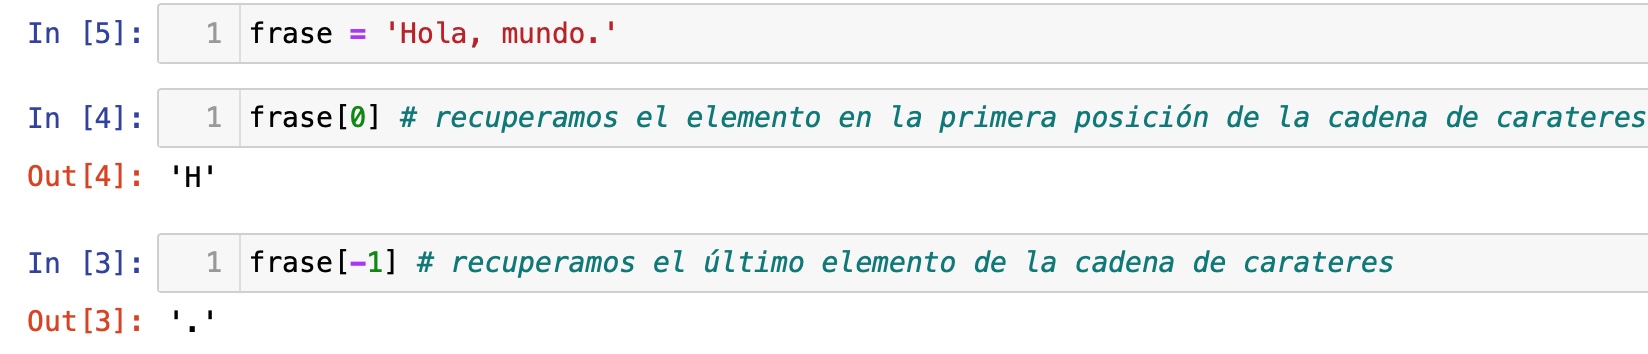 In [5]: 1 frase = 'Hola, mundo.'
In [4]: 1 frase[0] # recuperamos el elemento en la primera posición de la cadena de carateres
Out[4]: 'H'
In [3]: 1 frase[-1] # recuperamos el último elemento de la cadena de carateres
Out[3]: '.'